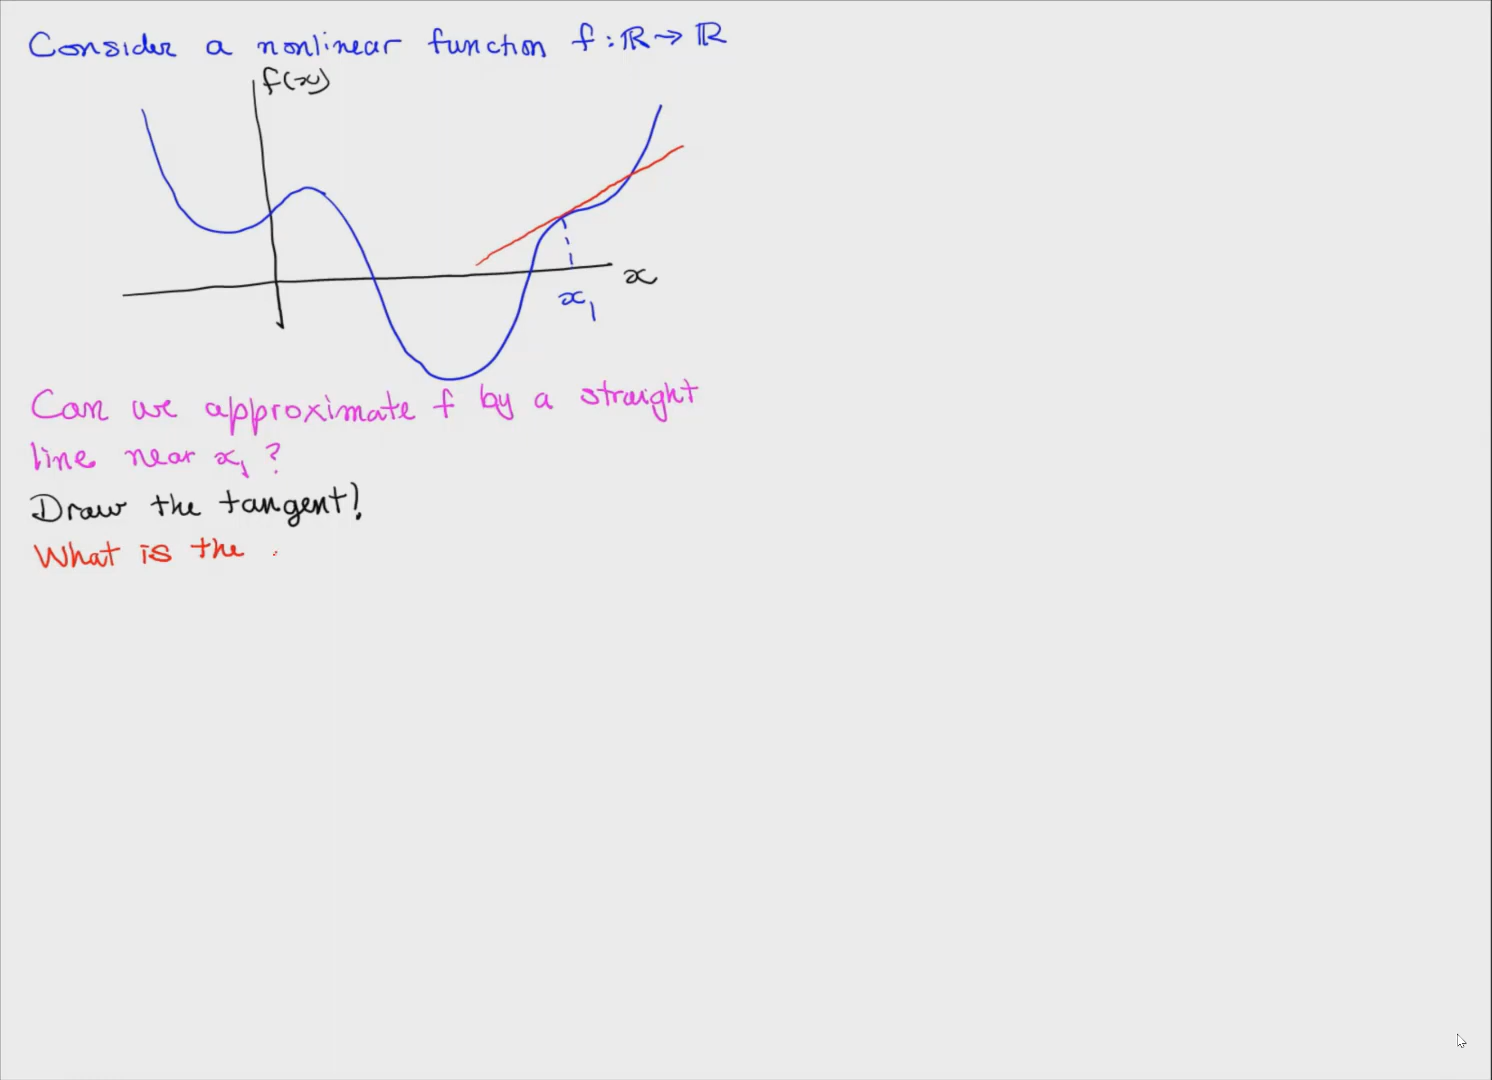 Consider a nonlinear function f : ℝ → ℝ
f(x)
x
x₁
Can we approximate f by a straight
line near x₁ ?
Draw the tangent!
What is the